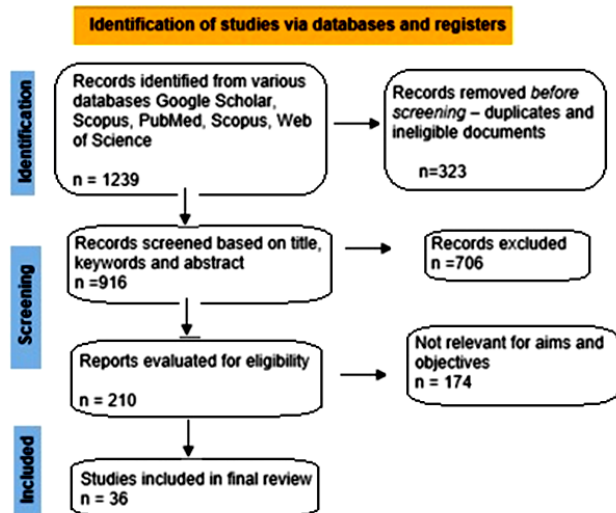 Identification of studies via databases and registers
Identification
Records identified from various
databases Google Scholar,
Scopus, PubMed, Scopus, Web
of Science
n = 1239
Records removed before
screening – duplicates and
ineligible documents
n=323
Screening
Records screened based on title,
keywords and abstract
n =916
Records excluded
n =706
Reports evaluated for eligibility
n = 210
Not relevant for aims and
objectives
n = 174
Included
Studies included in final review
n = 36